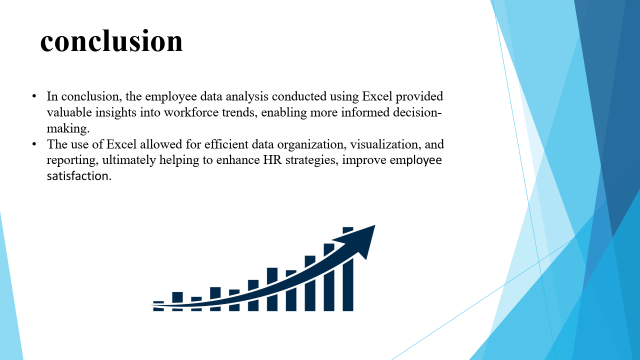 conclusion
• In conclusion, the employee data analysis conducted using Excel provided
valuable insights into workforce trends, enabling more informed decision-
making.
• The use of Excel allowed for efficient data organization, visualization, and
reporting, ultimately helping to enhance HR strategies, improve employee
satisfaction.